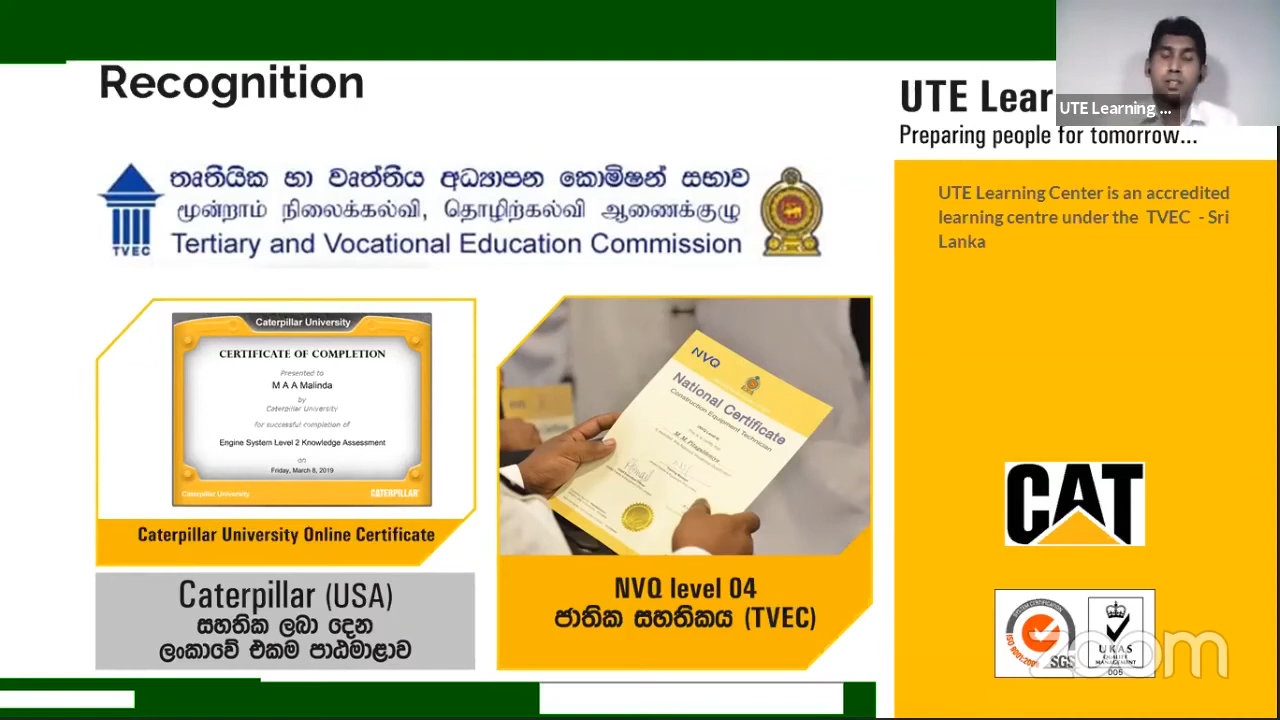 Recognition
තෘතීයික හා වෘත්තීය අධ්‍යාපන කොමිෂන් සභාව
மூன்றாம் நிலைக்கல்வி, தொழிற்கல்வி ஆணைக்குழு
Tertiary and Vocational Education Commission
TVEC
Caterpillar University
CERTIFICATE OF COMPLETION
Presented to
M A A Malinda
by
Caterpillar University
for successful completion of
Engine System Level 2 Knowledge Assessment
on
Friday, March 8, 2019
Caterpillar University
CATERPILLAR
Caterpillar University Online Certificate
Caterpillar (USA)
සහතික ලබා දෙන
ලංකාවේ එකම පාඨමාළාව
NVQ
National Certificate
Construction Equipment Technician
NVQ level 04
ජාතික සහතිකය (TVEC)
UTE Lear
UTE Learning ...
Preparing people for tomorrow...
UTE Learning Center is an accredited
learning centre under the TVEC - Sri
Lanka
CAT
SYSTEM CERTIFICATION
SGS
UKAS
QUALITY
MANAGEMENT
005
zoom